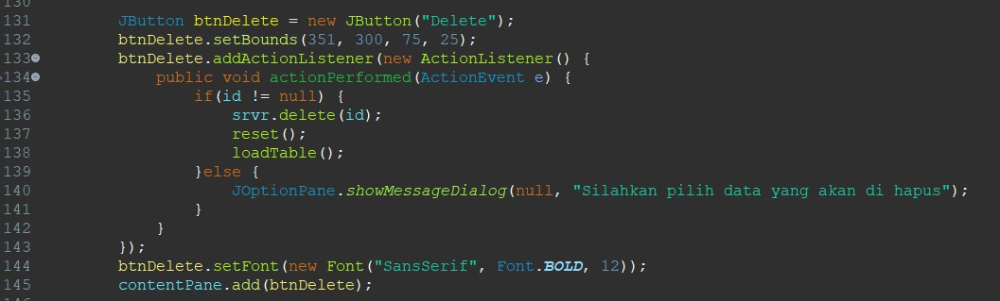 131 JButton btnDelete = new JButton("Delete");
132 btnDelete.setBounds(351, 300, 75, 25);
133 btnDelete.addActionListener(new ActionListener() {
134 public void actionPerformed(ActionEvent e) {
135 if(id != null) {
136 srvr.delete(id);
137 reset();
138 loadTable();
139 }else {
140 JOptionPane.showMessageDialog(null, "Silahkan pilih data yang akan di hapus");
141 }
142 }
143 });
144 btnDelete.setFont(new Font("SansSerif", Font.BOLD, 12));
145 contentPane.add(btnDelete);